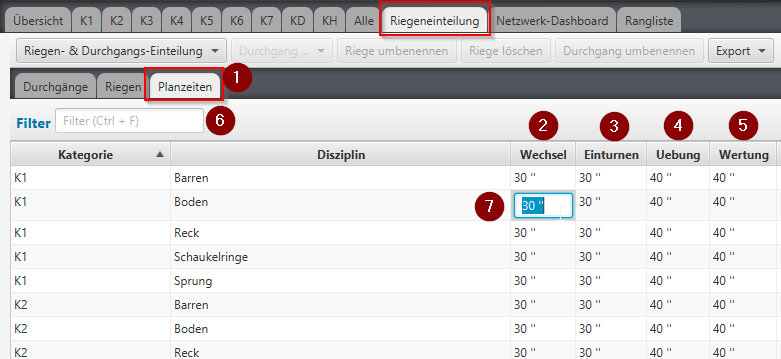 Übersicht K1 K2 K3 K4 K5 K6 K7 KD KH Alle Riegeneinteilung Netzwerk-Dashboard Rangliste
Riegen- & Durchgangs-Einteilung Durchgang ... Riege umbenennen Riege löschen Durchgang umbenennen Export
Durchgänge Riegen Planzeiten 1
Filter Filter (Ctrl + F) 6
2 3 4 5
Kategorie Disziplin Wechsel Einturnen Uebung Wertung
K1 Barren 30 '' 30 '' 40 '' 40 ''
K1 Boden 7 30 '' 30 '' 40 '' 40 ''
K1 Reck 30 '' 30 '' 40 '' 40 ''
K1 Schaukelringe 30 '' 30 '' 40 '' 40 ''
K1 Sprung 30 '' 30 '' 40 '' 40 ''
K2 Barren 30 '' 30 '' 40 '' 40 ''
K2 Boden 30 '' 30 '' 40 '' 40 ''
K2 Reck 30 '' 30 '' 40 '' 40 ''